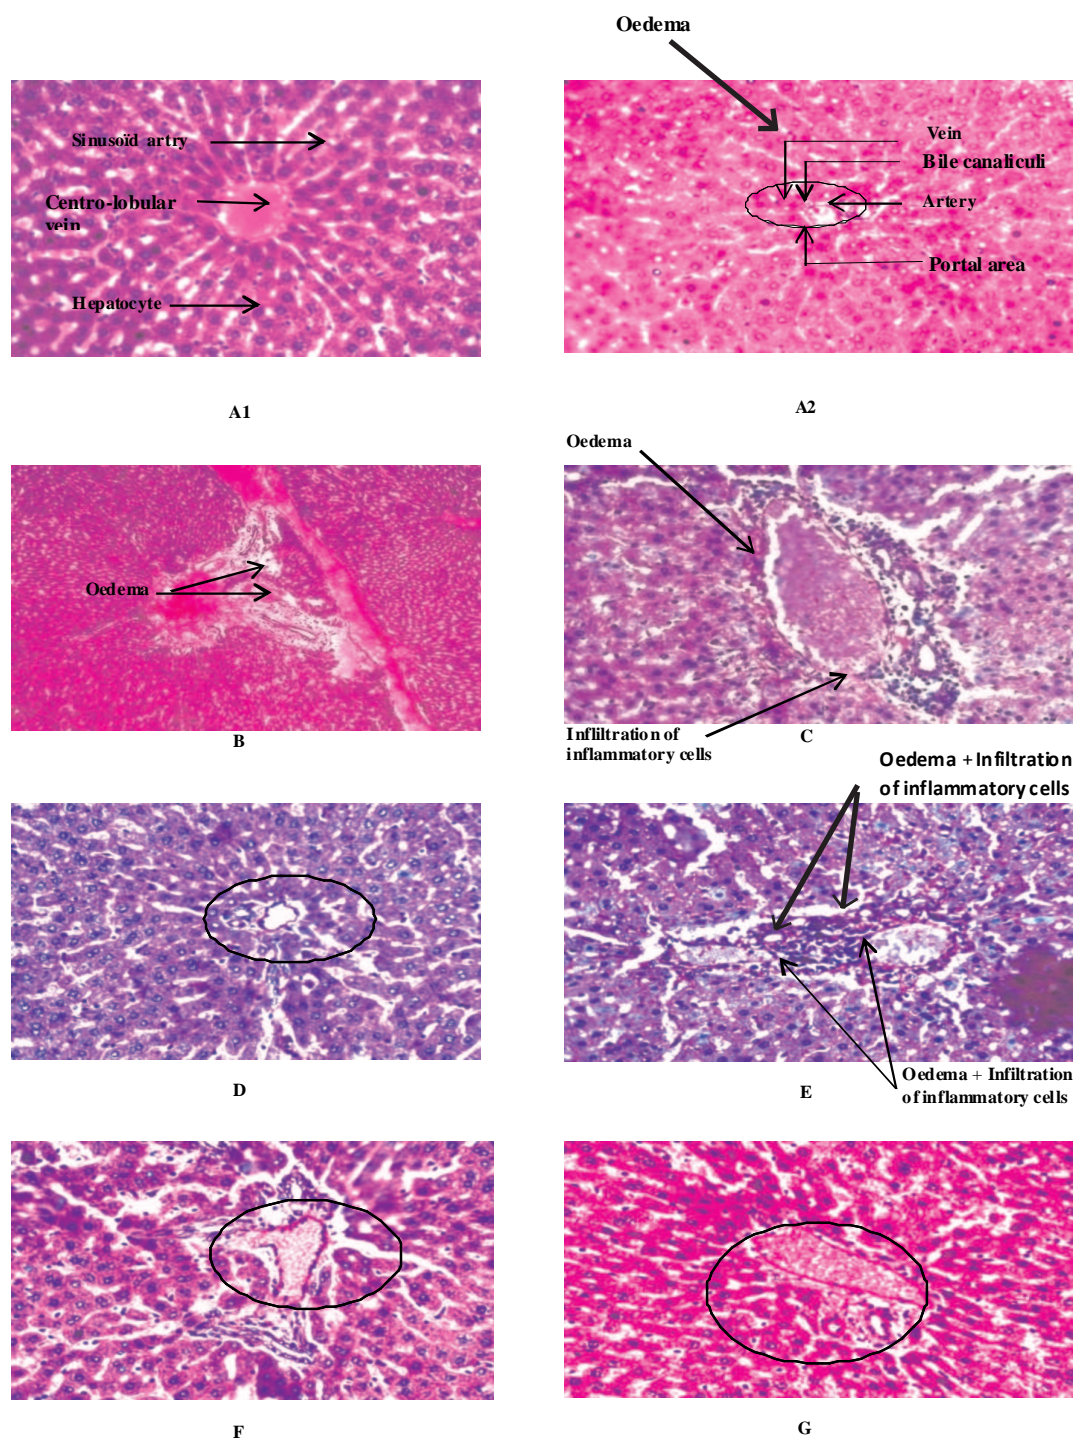 Oedema
Sinusoïd artry
Centro-lobular
vein
Hepatocyte
Vein
Bile canaliculi
Artery
Portal area
A1
A2
Oedema
Oedema
Infliltration of
inflammatory cells
B
C
Oedema + Infiltration
of inflammatory cells
Oedema + Infiltration
of inflammatory cells
D
E
F
G